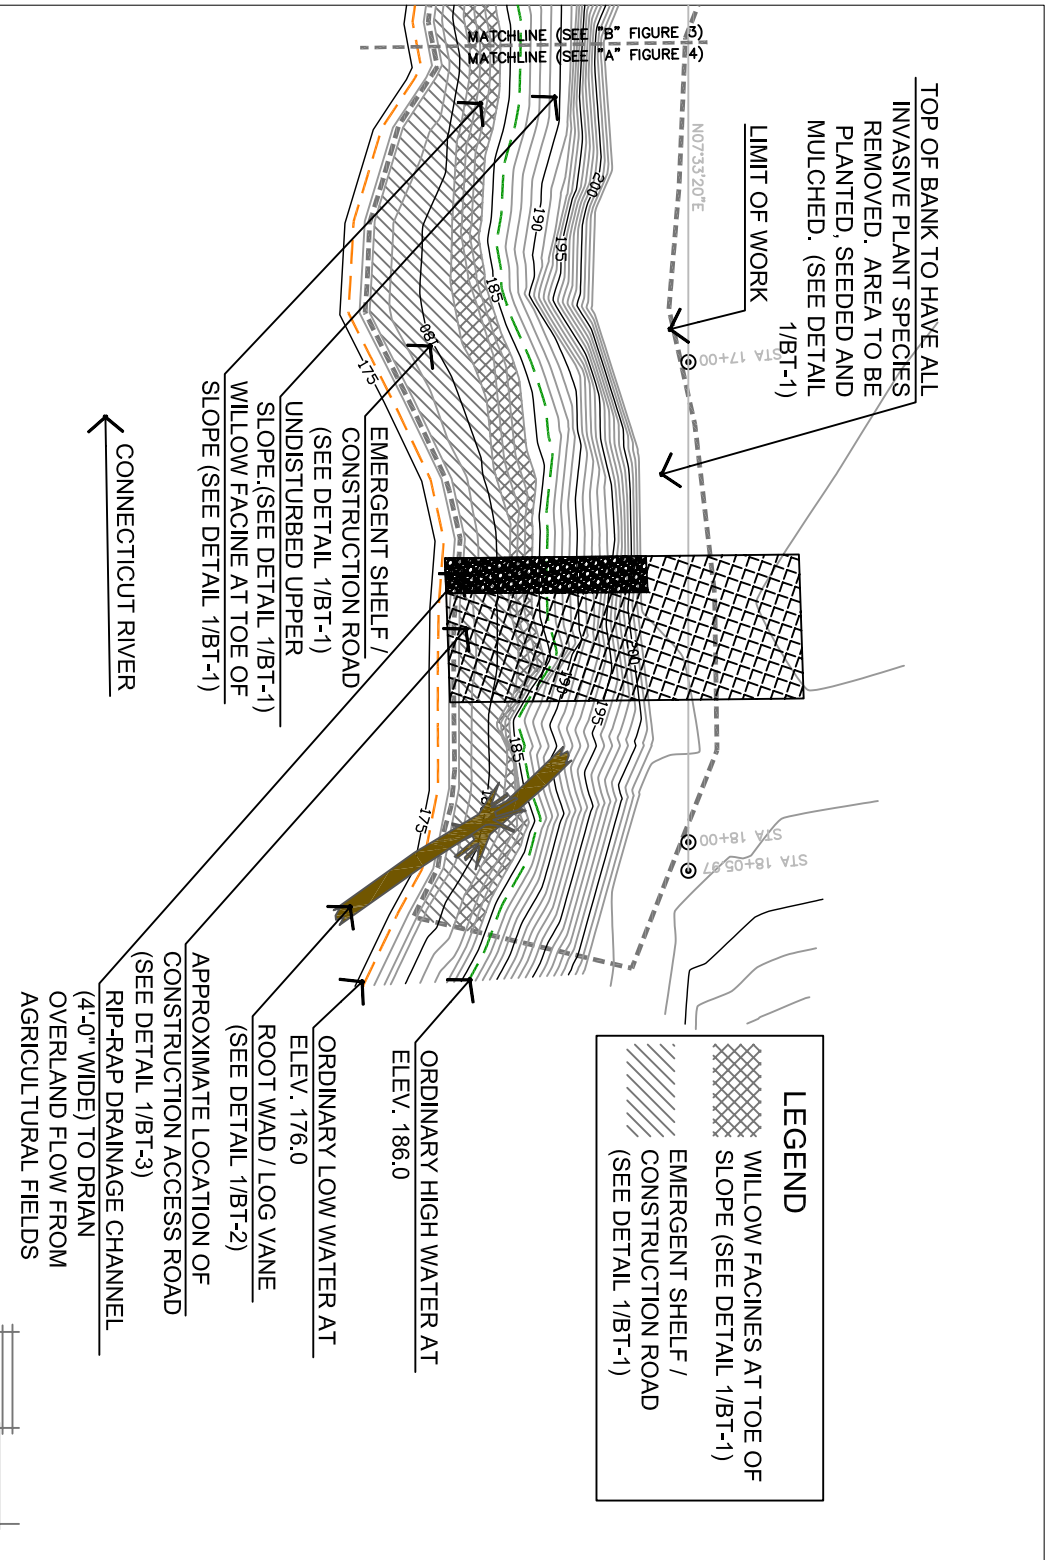 MATCHLINE (SEE "B" FIGURE 3)
MATCHLINE (SEE "A" FIGURE 4)
TOP OF BANK TO HAVE ALL
INVASIVE PLANT SPECIES
REMOVED. AREA TO BE
PLANTED, SEEDED AND
MULCHED. (SEE DETAIL
1/BT-1)
LIMIT OF WORK
N07°33'20"E
STA 17+00
STA 18+00
STA 18+05.97
200
195
190
185
180
175
200
195
190
185
18
175
EMERGENT SHELF /
CONSTRUCTION ROAD
(SEE DETAIL 1/BT-1)
UNDISTURBED UPPER
SLOPE.(SEE DETAIL 1/BT-1)
WILLOW FACINE AT TOE OF
SLOPE (SEE DETAIL 1/BT-1)
CONNECTICUT RIVER
ORDINARY HIGH WATER AT
ELEV. 186.0
ORDINARY LOW WATER AT
ELEV. 176.0
ROOT WAD / LOG VANE
(SEE DETAIL 1/BT-2)
APPROXIMATE LOCATION OF
CONSTRUCTION ACCESS ROAD
(SEE DETAIL 1/BT-3)
RIP-RAP DRAINAGE CHANNEL
(4'-0" WIDE) TO DRIAN
OVERLAND FLOW FROM
AGRICULTURAL FIELDS
LEGEND
WILLOW FACINES AT TOE OF
SLOPE (SEE DETAIL 1/BT-1)
EMERGENT SHELF /
CONSTRUCTION ROAD
(SEE DETAIL 1/BT-1)